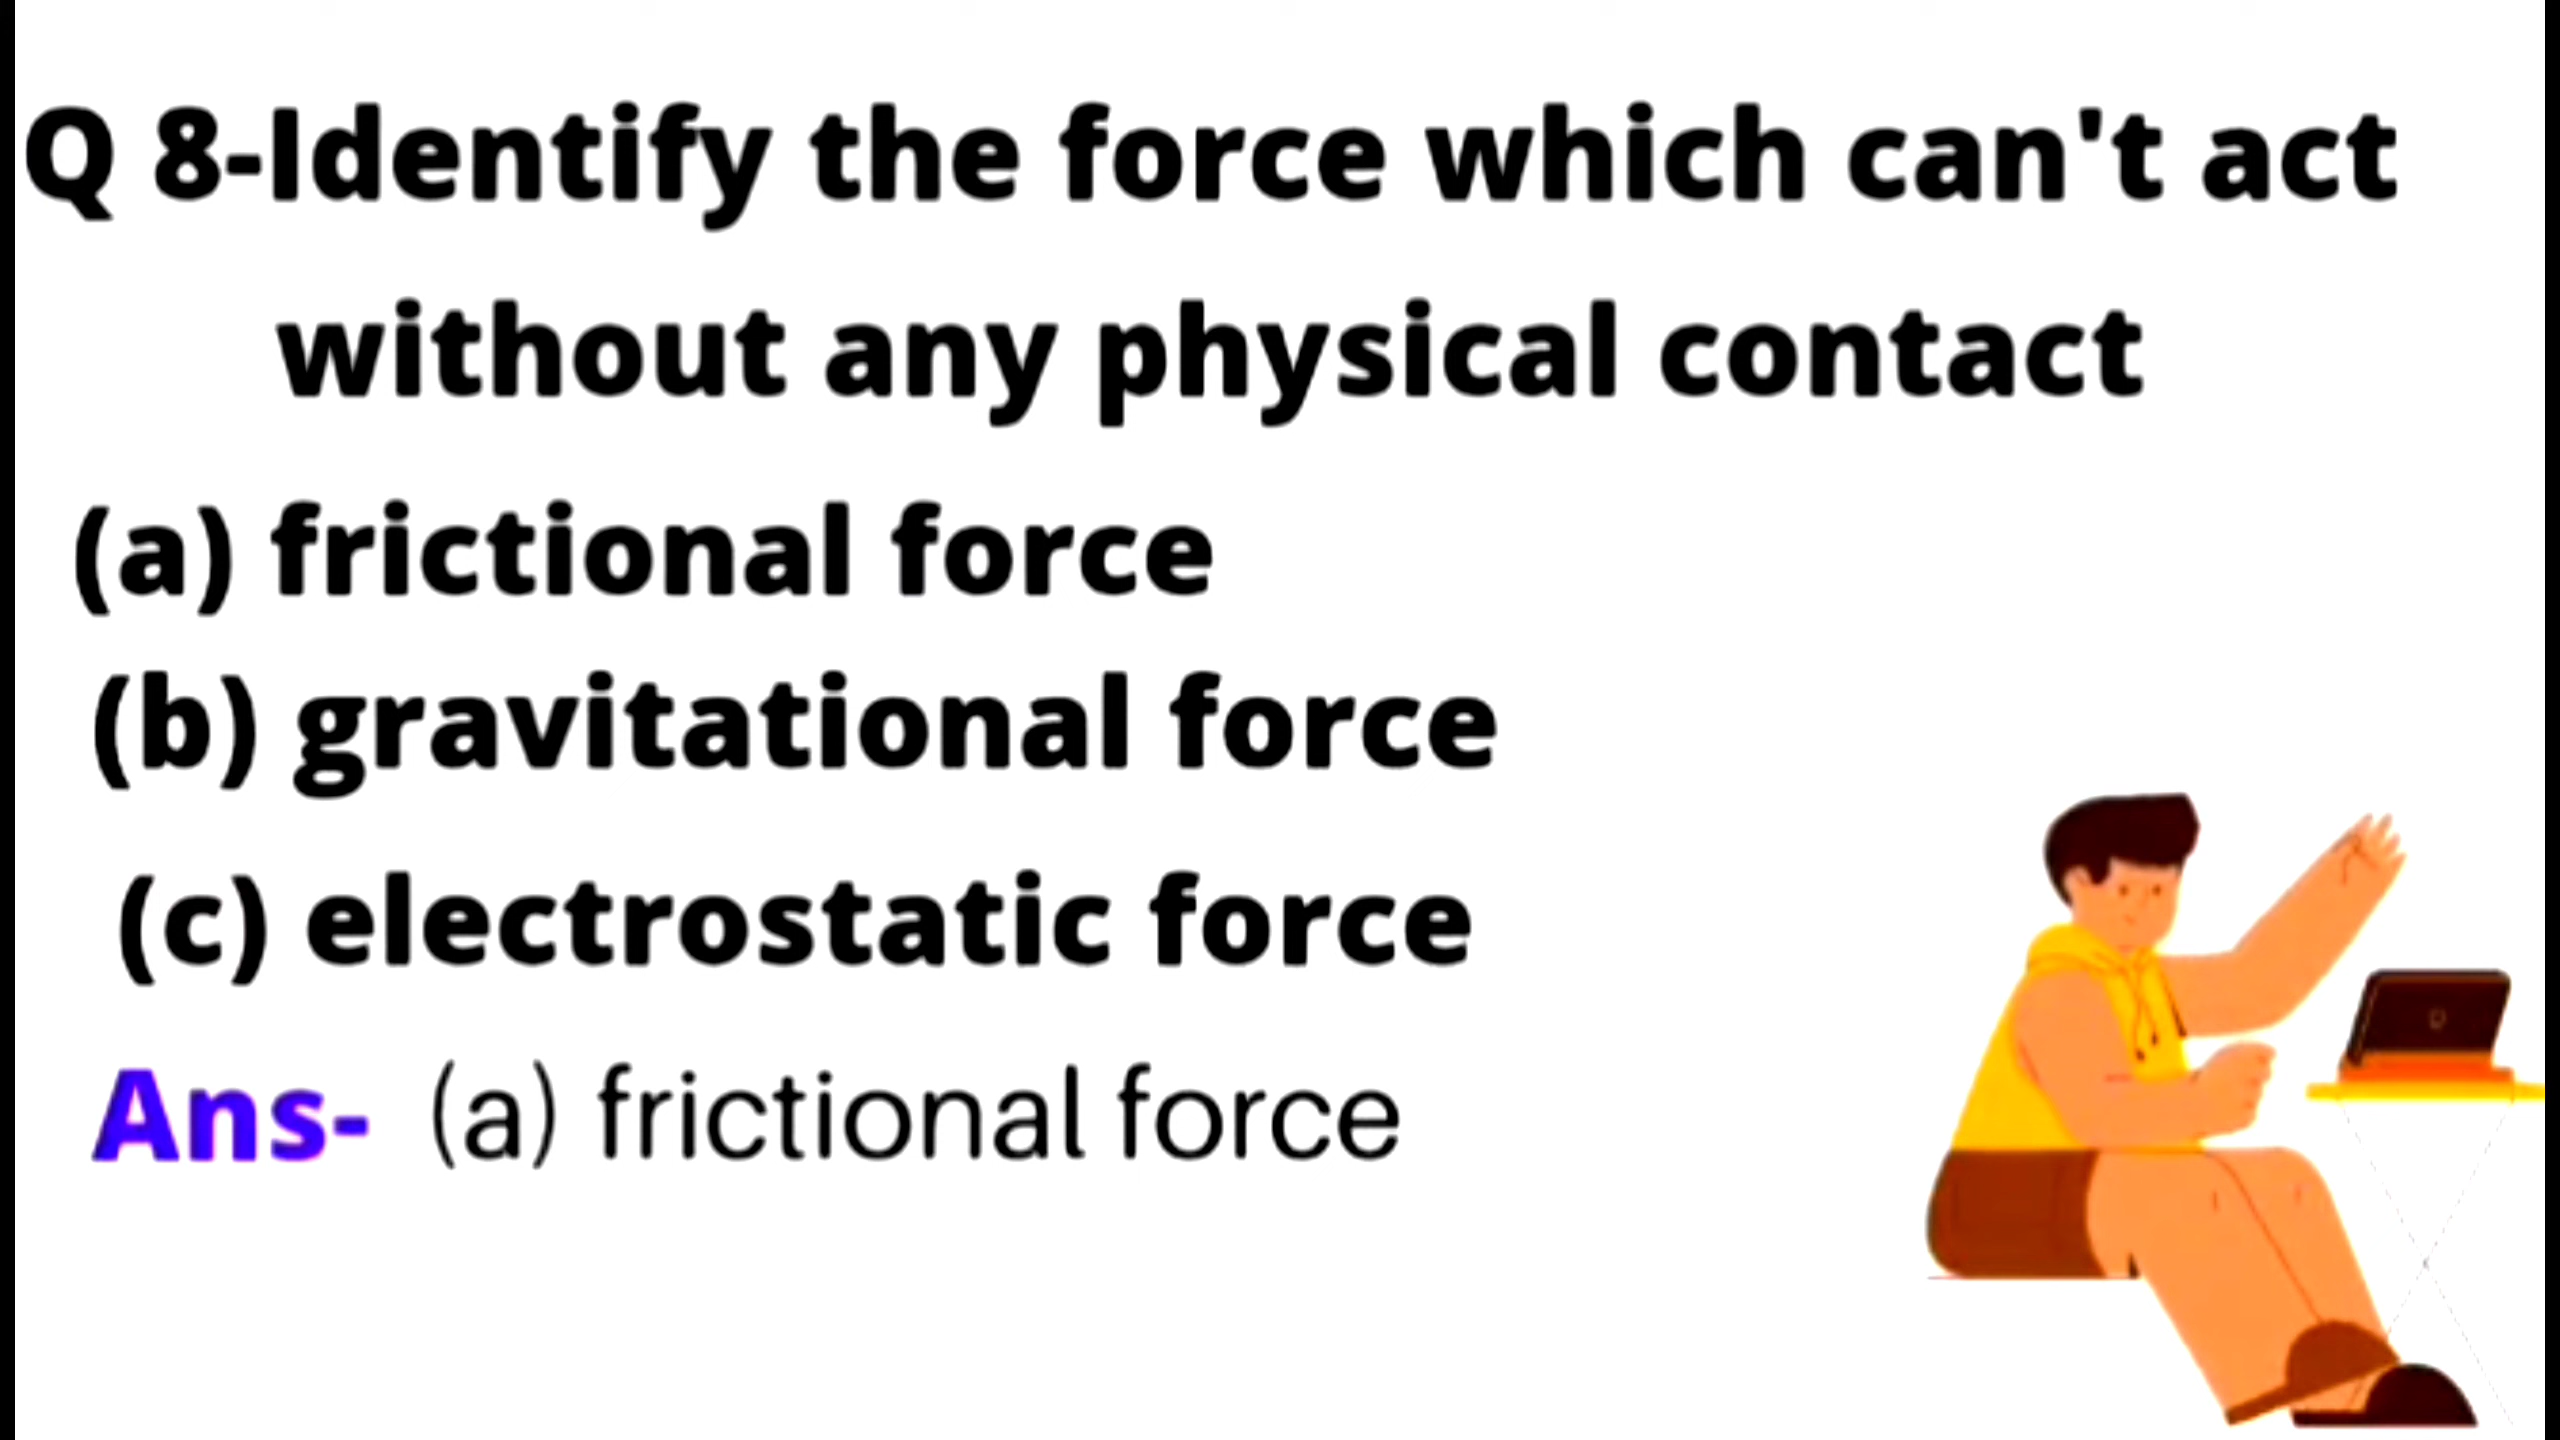 Q 8-Identify the force which can't act
without any physical contact
(a) frictional force
(b) gravitational force
(c) electrostatic force
Ans- (a) frictional force